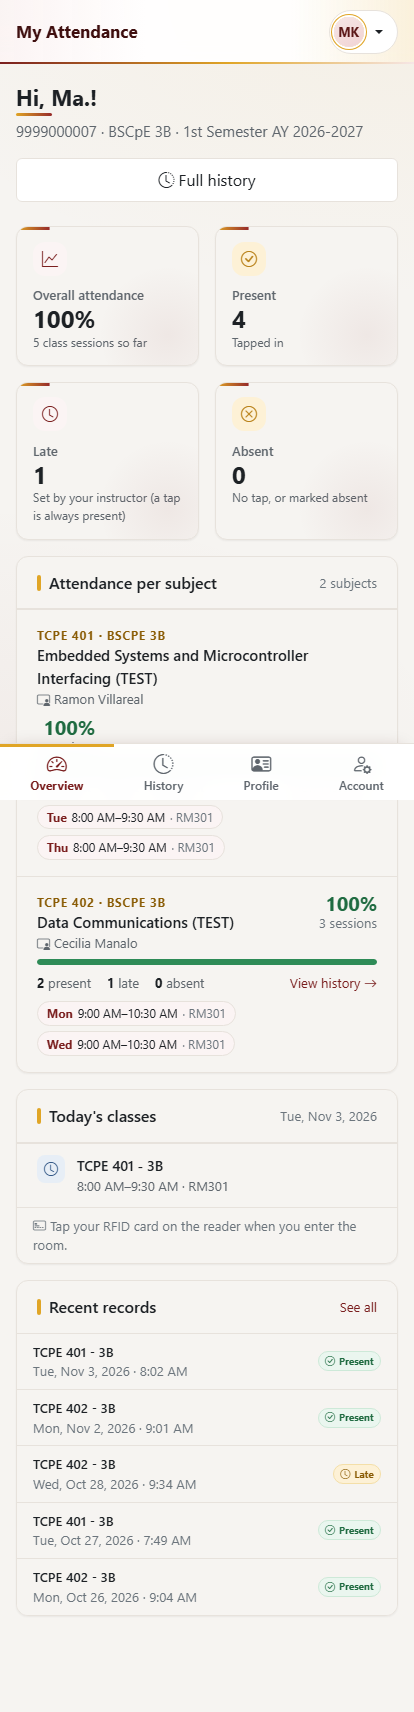 My Attendance
MK
Hi, Ma.!
9999000007 · BSCpE 3B · 1st Semester AY 2026-2027
Full history
Overall attendance
100%
5 class sessions so far
Present
4
Tapped in
Late
1
Set by your instructor (a tap
is always present)
Absent
0
No tap, or marked absent
Attendance per subject
2 subjects
TCPE 401 · BSCPE 3B
Embedded Systems and Microcontroller
Interfacing (TEST)
Ramon Villareal
100%
Overview
History
Profile
Account
Tue 8:00 AM–9:30 AM · RM301
Thu 8:00 AM–9:30 AM · RM301
TCPE 402 · BSCPE 3B
100%
Data Communications (TEST)
3 sessions
Cecilia Manalo
2 present 1 late 0 absent
View history →
Mon 9:00 AM–10:30 AM · RM301
Wed 9:00 AM–10:30 AM · RM301
Today's classes
Tue, Nov 3, 2026
TCPE 401 - 3B
8:00 AM–9:30 AM · RM301
Tap your RFID card on the reader when you enter the
room.
Recent records
See all
TCPE 401 - 3B
Tue, Nov 3, 2026 · 8:02 AM
Present
TCPE 402 - 3B
Mon, Nov 2, 2026 · 9:01 AM
Present
TCPE 402 - 3B
Wed, Oct 28, 2026 · 9:34 AM
Late
TCPE 401 - 3B
Tue, Oct 27, 2026 · 7:49 AM
Present
TCPE 402 - 3B
Mon, Oct 26, 2026 · 9:04 AM
Present